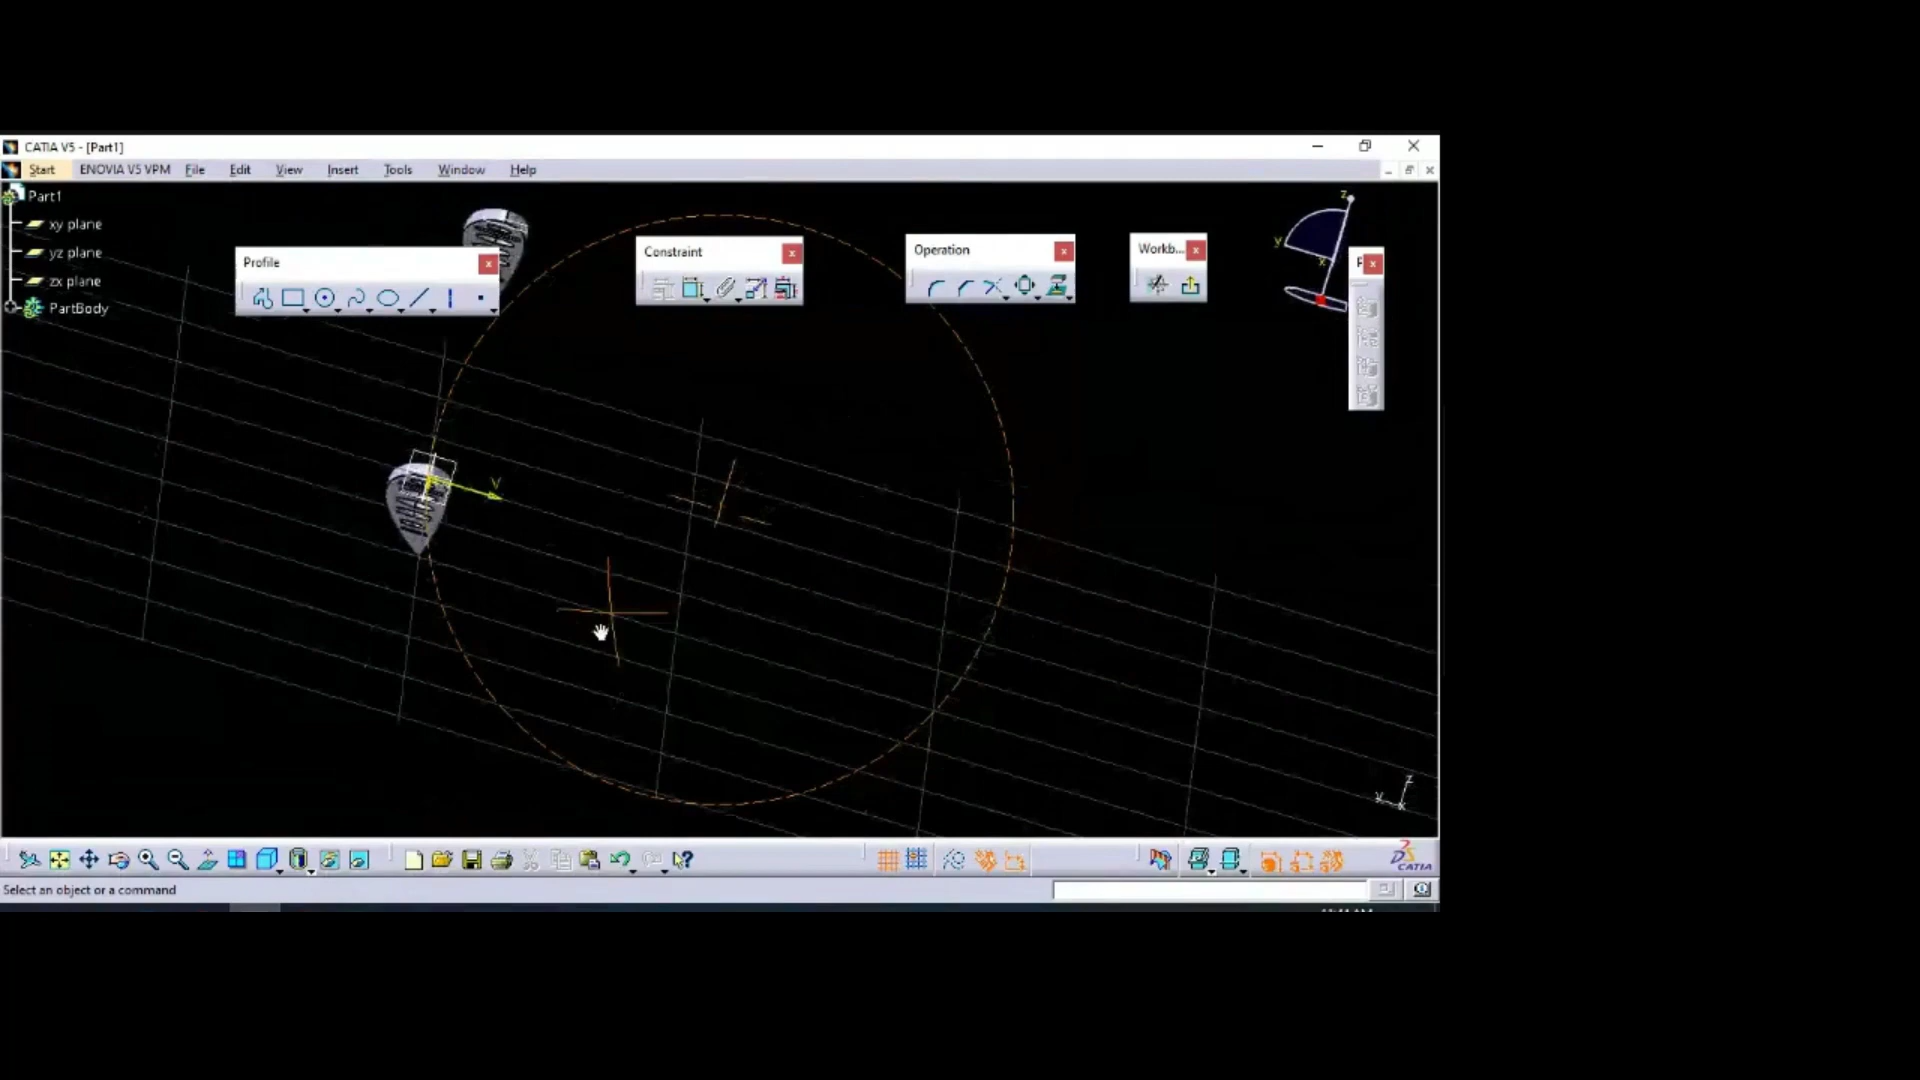 CATIA V5 - [Part1]
Start ENOVIA V5 VPM File Edit View Insert Tools Window Help
Part1
xy plane
yz plane
zx plane
PartBody
Profile
Constraint
Operation
Workb...
z
y
x
V
z
y
x
CATIA
Select an object or a command